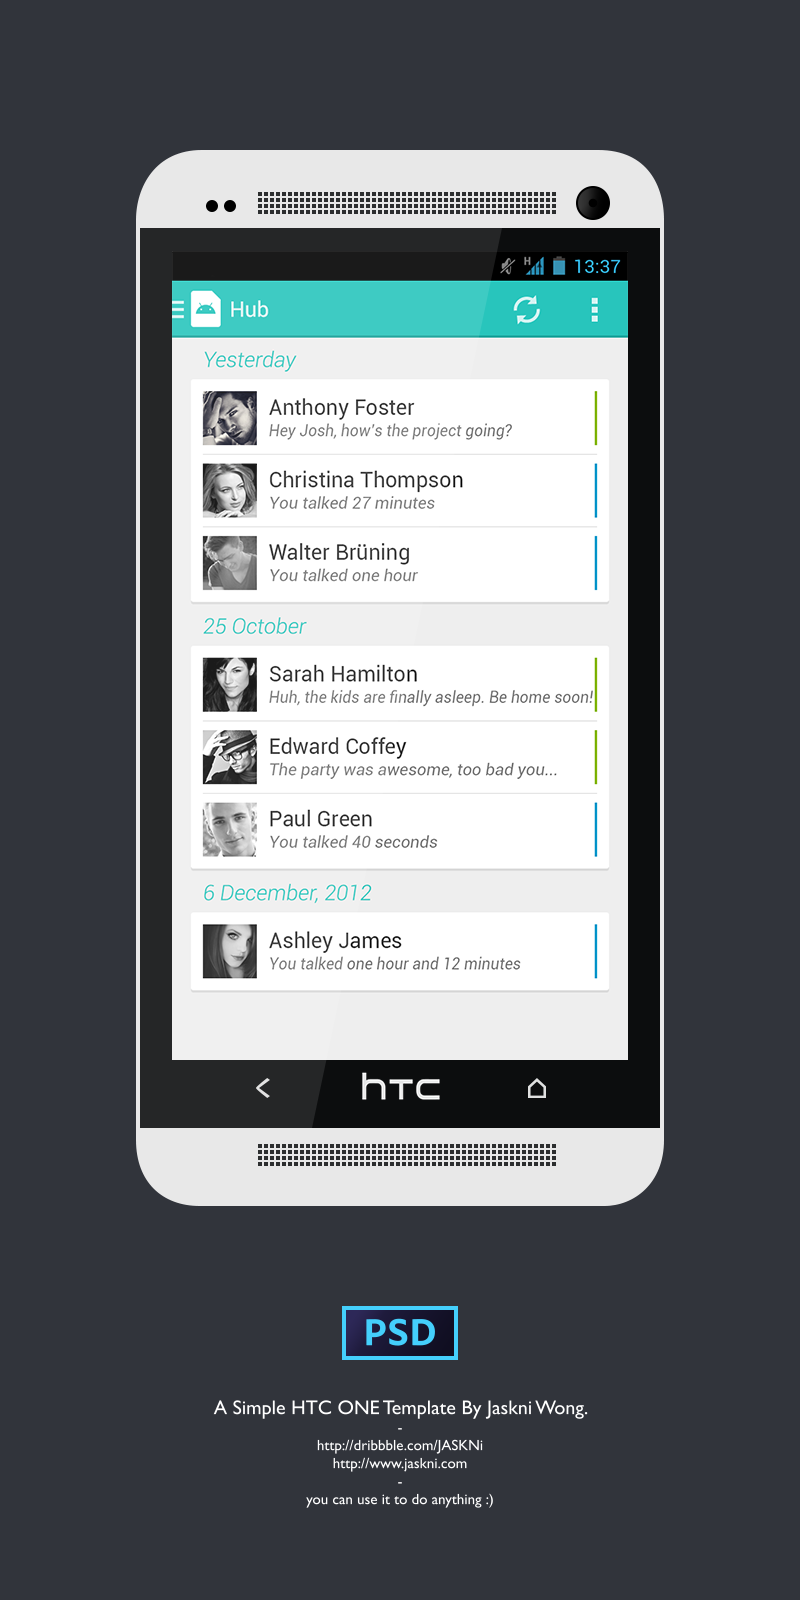 H 13:37
Hub
Yesterday
Anthony Foster
Hey Josh, how's the project going?
Christina Thompson
You talked 27 minutes
Walter Brüning
You talked one hour
25 October
Sarah Hamilton
Huh, the kids are finally asleep. Be home soon!
Edward Coffey
The party was awesome, too bad you...
Paul Green
You talked 40 seconds
6 December, 2012
Ashley James
You talked one hour and 12 minutes
hTC
PSD
A Simple HTC ONE Template By Jaskni Wong.
-
http://dribbble.com/JASKNi
http://www.jaskni.com
-
you can use it to do anything :)